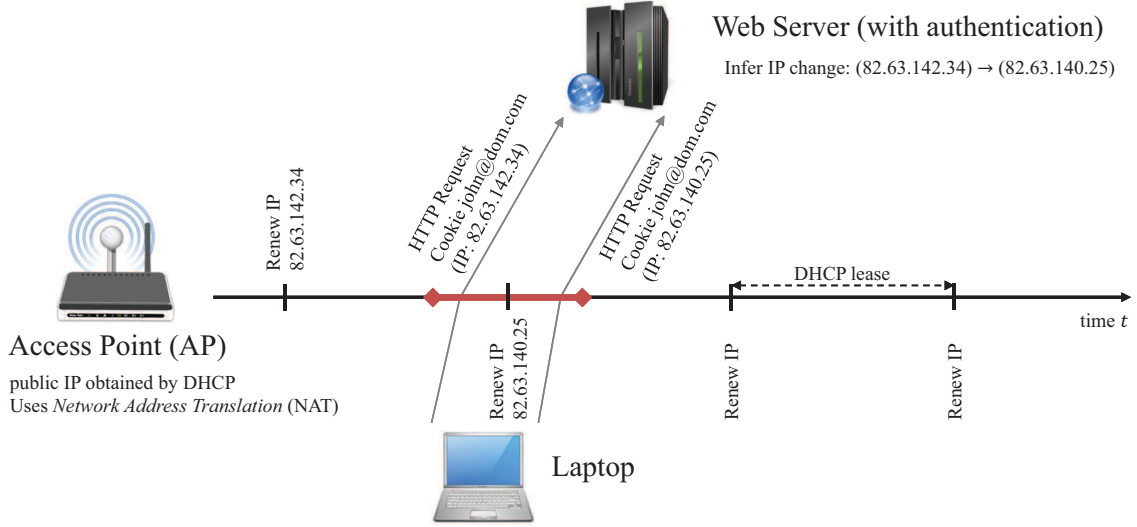 Web Server (with authentication)
Infer IP change: (82.63.142.34) → (82.63.140.25)
HTTP Request
Cookie john@dom.com
(IP: 82.63.142.34)
HTTP Request
Cookie john@dom.com
(IP: 82.63.140.25)
Renew IP
82.63.142.34
DHCP lease
time t
Access Point (AP)
public IP obtained by DHCP
Uses Network Address Translation (NAT)
Renew IP
82.63.140.25
Renew IP
Renew IP
Laptop